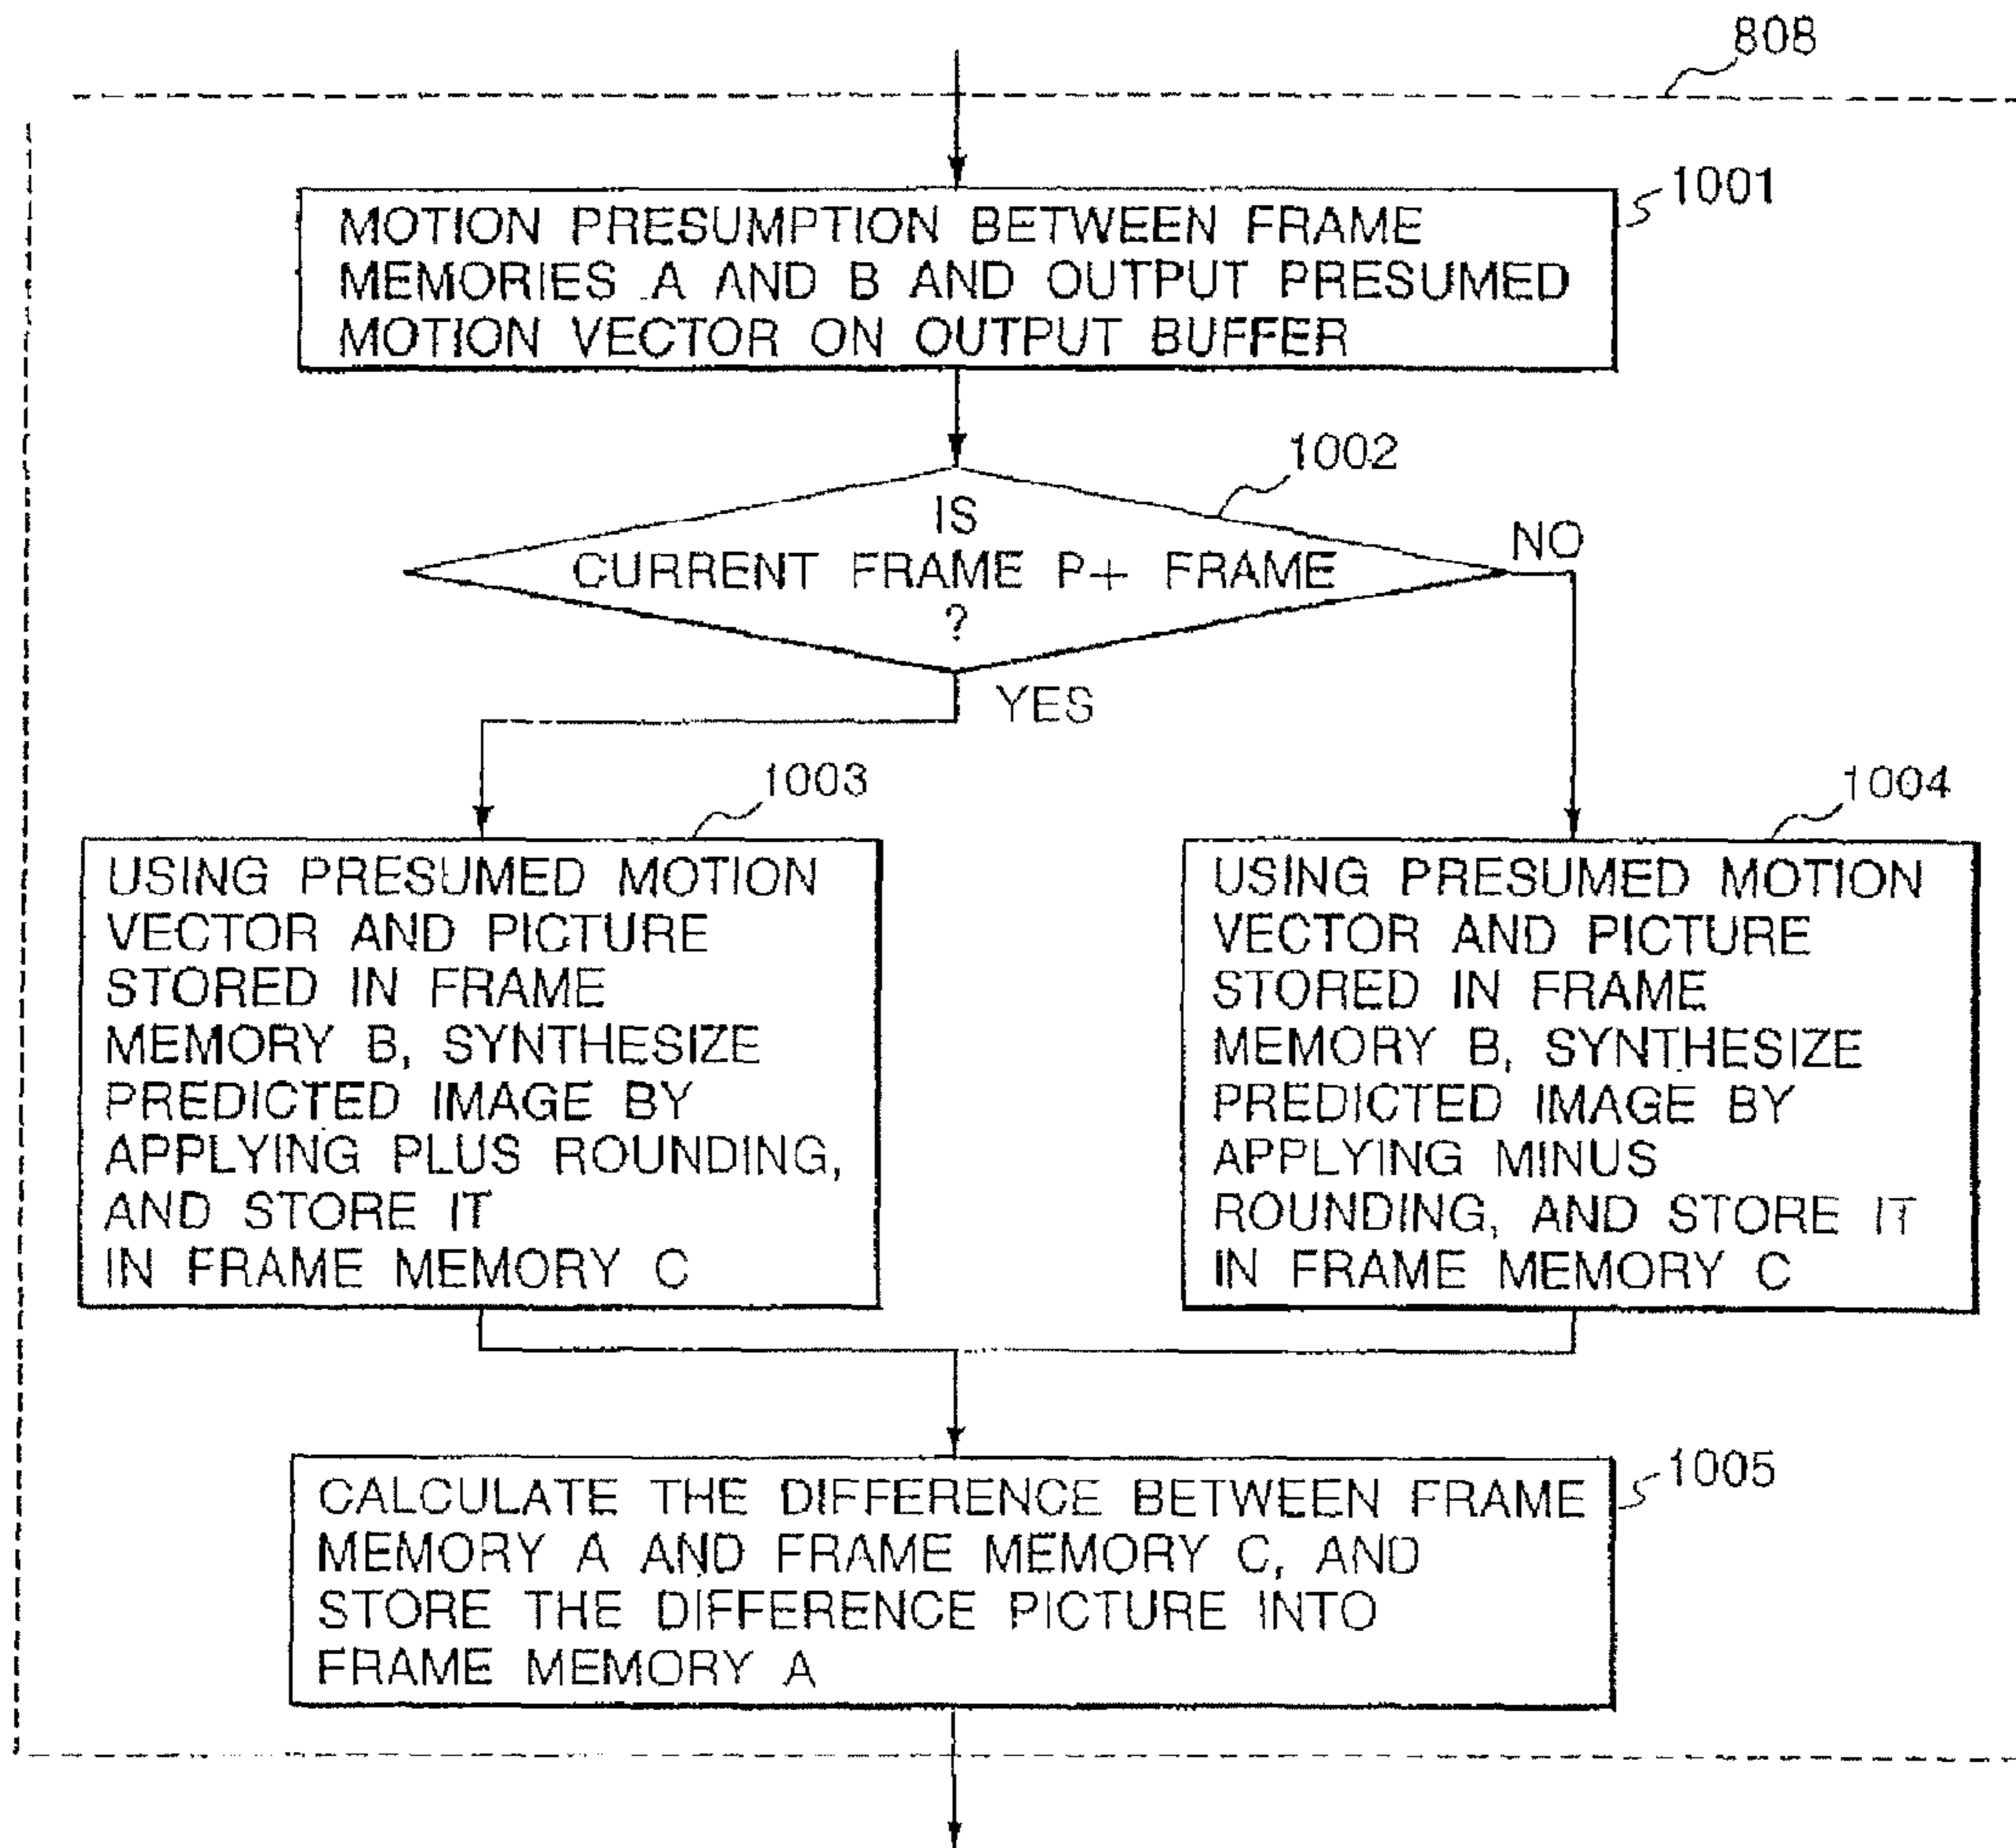 808
1001
MOTION PRESUMPTION BETWEEN FRAME
MEMORIES A AND B AND OUTPUT PRESUMED
MOTION VECTOR ON OUTPUT BUFFER
1002
IS
CURRENT FRAME P+ FRAME
?
NO
YES
1003
USING PRESUMED MOTION
VECTOR AND PICTURE
STORED IN FRAME
MEMORY B, SYNTHESIZE
PREDICTED IMAGE BY
APPLYING PLUS ROUNDING,
AND STORE IT
IN FRAME MEMORY C
1004
USING PRESUMED MOTION
VECTOR AND PICTURE
STORED IN FRAME
MEMORY B, SYNTHESIZE
PREDICTED IMAGE BY
APPLYING MINUS
ROUNDING, AND STORE IT
IN FRAME MEMORY C
1005
CALCULATE THE DIFFERENCE BETWEEN FRAME
MEMORY A AND FRAME MEMORY C, AND
STORE THE DIFFERENCE PICTURE INTO
FRAME MEMORY A